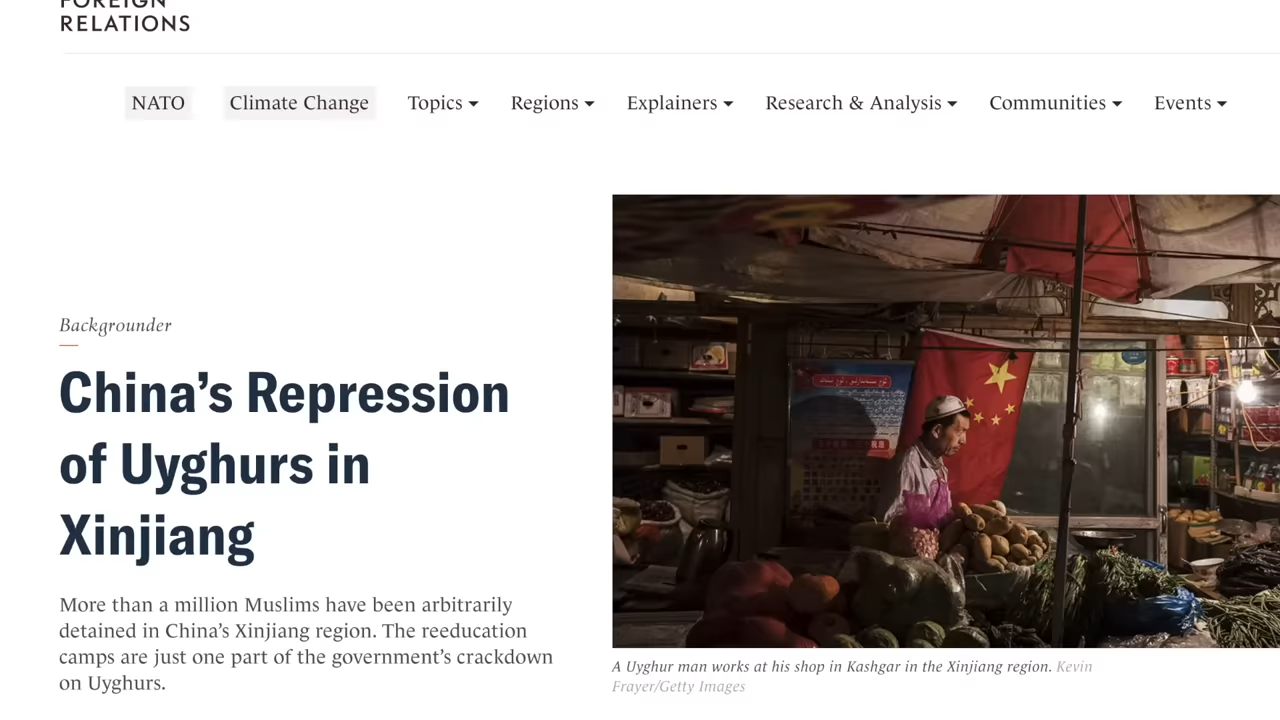 FOREIGN
RELATIONS
NATO Climate Change Topics Regions Explainers Research & Analysis Communities Events
Backgrounder
China’s Repression
of Uyghurs in
Xinjiang
More than a million Muslims have been arbitrarily
detained in China’s Xinjiang region. The reeducation
camps are just one part of the government’s crackdown
on Uyghurs.
A Uyghur man works at his shop in Kashgar in the Xinjiang region. Kevin
Frayer/Getty Images